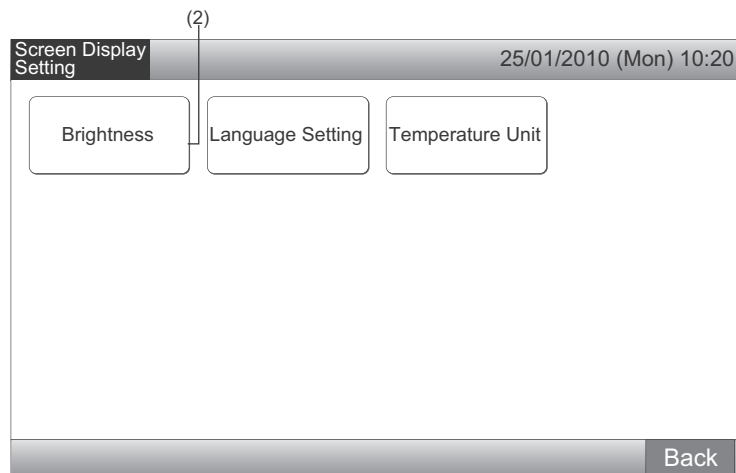 (2)
Screen Display
Setting
25/01/2010 (Mon) 10:20
Brightness
Language Setting
Temperature Unit
Back